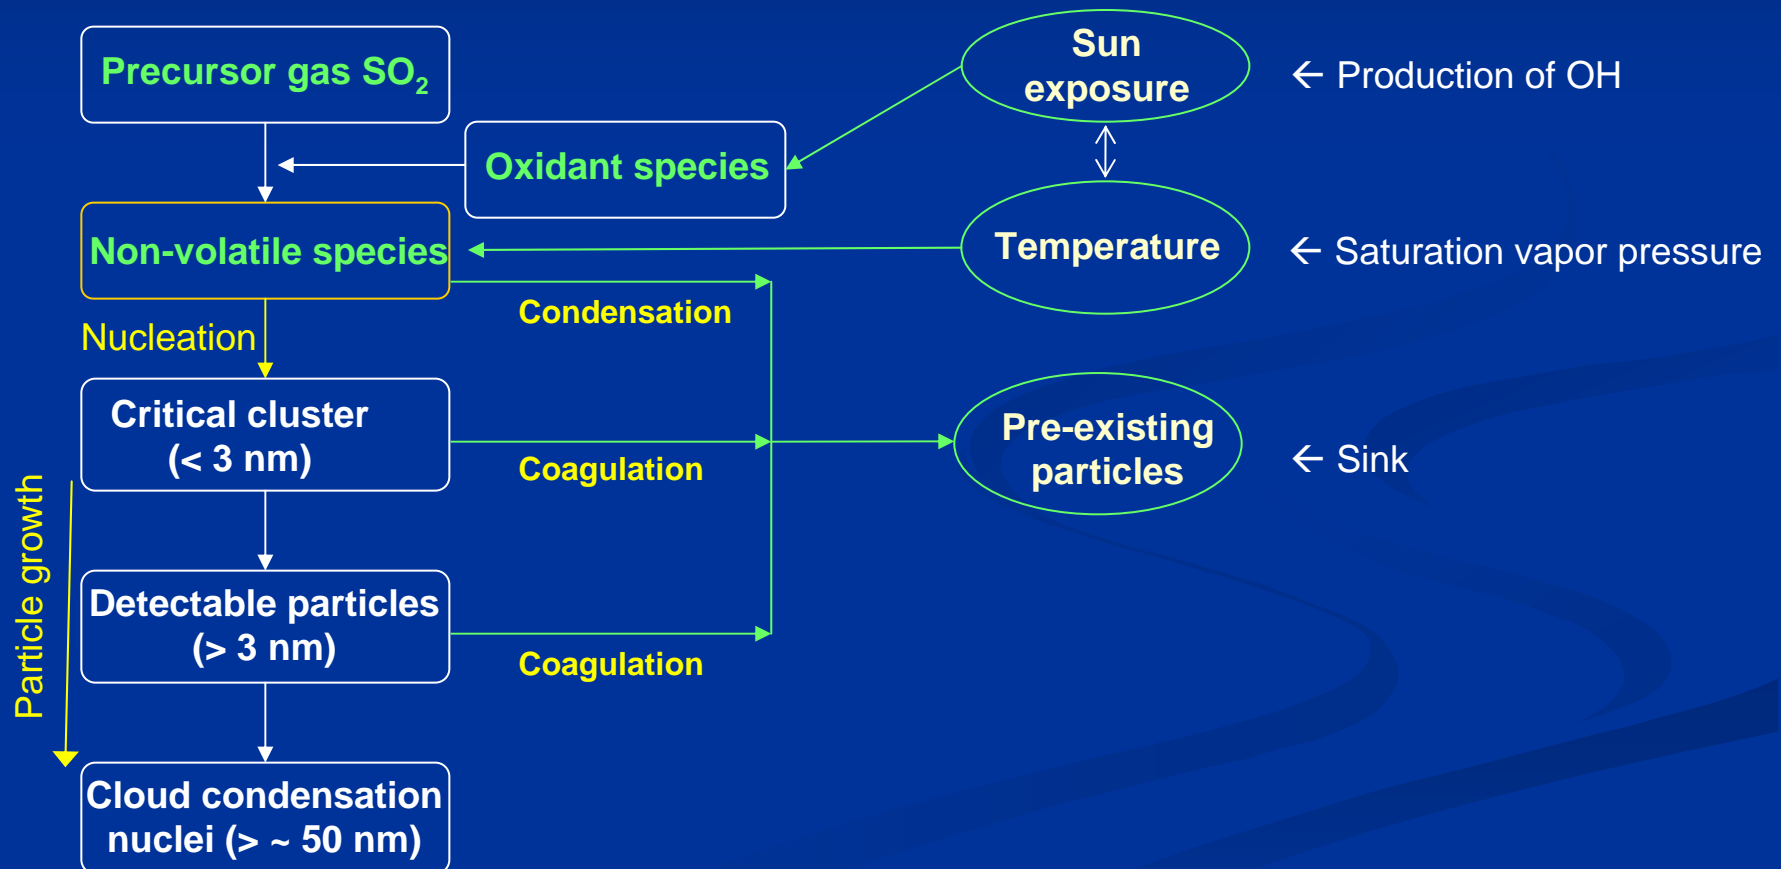 Precursor gas SO₂
Sun
exposure
← Production of OH
Oxidant species
Non-volatile species
Temperature
← Saturation vapor pressure
Condensation
Nucleation
Critical cluster
(< 3 nm)
Coagulation
Pre-existing
particles
← Sink
Particle growth
Detectable particles
(> 3 nm)
Coagulation
Cloud condensation
nuclei (> ~ 50 nm)